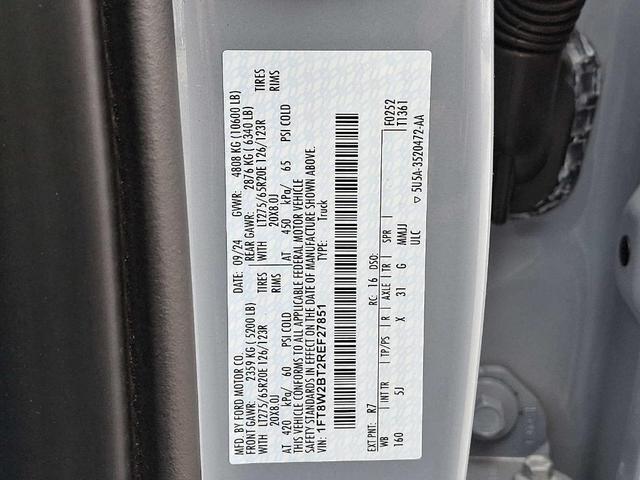 MFD. BY FORD MOTOR CO.
DATE: 09/24 GVWR: 4808 KG (10600 LB)
FRONT GAWR: 2359 KG (5200 LB) REAR GAWR: 2876 KG (6340 LB)
WITH LT275/65R20E 126/123R TIRES WITH LT275/65R20E 126/123R TIRES
20X8.0J RIMS 20X8.0J RIMS
AT 420 kPa/ 60 PSI COLD AT 450 kPa/ 65 PSI COLD
THIS VEHICLE CONFORMS TO ALL APPLICABLE FEDERAL MOTOR VEHICLE
SAFETY STANDARDS IN EFFECT ON THE DATE OF MANUFACTURE SHOWN ABOVE.
VIN: 1FT8W2BT2REF27851 TYPE: Truck
EXT PNT: R7 RC: 16 DSO: F0252
WB INT TR TP/PS R AXLE TR SPR T1361
160 5J X 31 G MMJJ
ULC
▽ 5U5A-3520472-AA